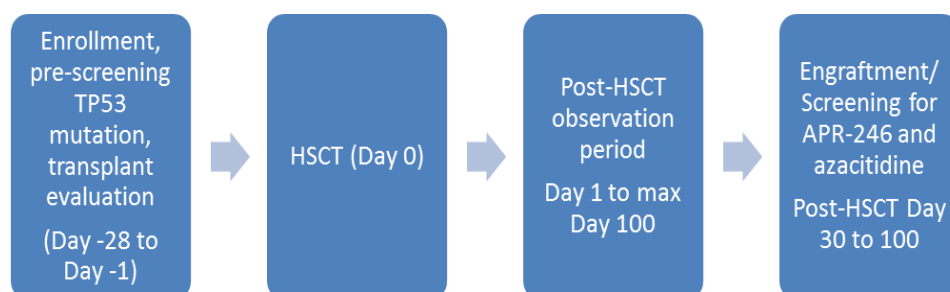 Enrollment,
pre-screening
TP53
mutation,
transplant
evaluation
(Day -28 to
Day -1)
HSCT (Day 0)
Post-HSCT
observation
period
Day 1 to max
Day 100
Engraftment/
Screening for
APR-246 and
azacitidine
Post-HSCT Day
30 to 100